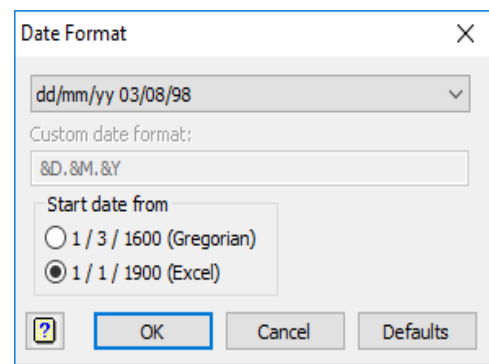 Date Format
dd/mm/yy 03/08/98
Custom date format:
&D.&M.&Y
Start date from
1 / 3 / 1600 (Gregorian)
1 / 1 / 1900 (Excel)
? OK Cancel Defaults